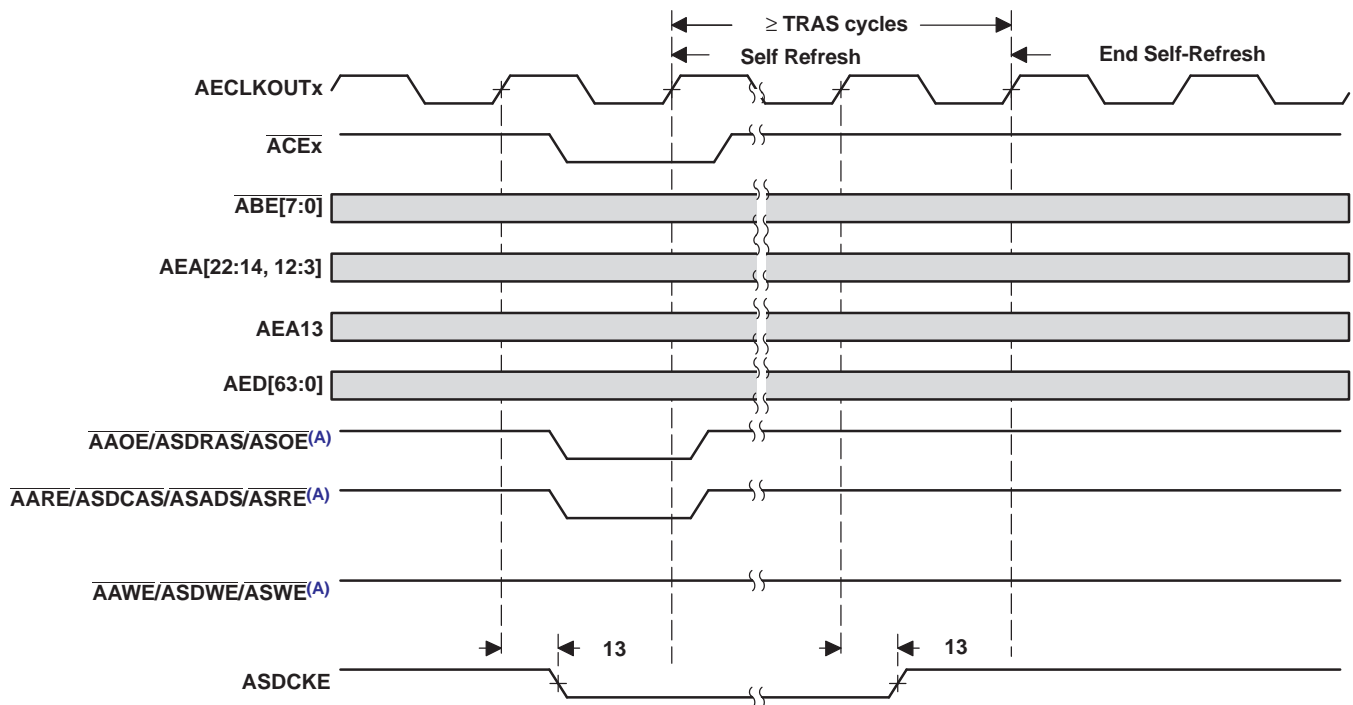 ≥ TRAS cycles
Self Refresh
End Self-Refresh
AECLKOUTx
ACEx
ABE[7:0]
AEA[22:14, 12:3]
AEA13
AED[63:0]
AAOE/ASDRAS/ASOE(A)
AARE/ASDCAS/ASADS/ASRE(A)
AAWE/ASDWE/ASWE(A)
13
13
ASDCKE